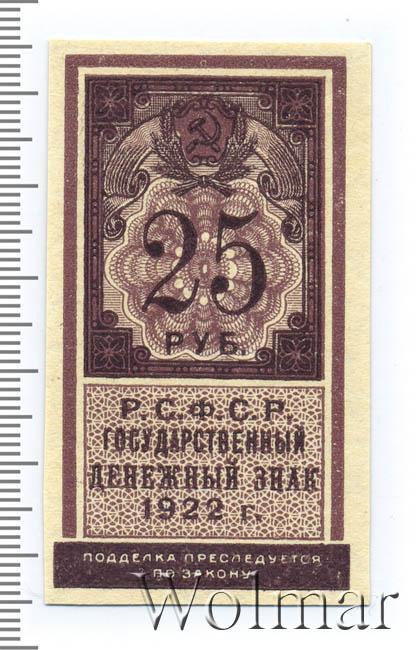 25
РУБ.
Р.С.Ф.С.Р.
ГОСУДАРСТВЕННЫЙ
ДЕНЕЖНЫЙ ЗНАК
1922 г.
ПОДДЕЛКА ПРЕСЛЕДУЕТСЯ
ПО ЗАКОНУ
Wolmar